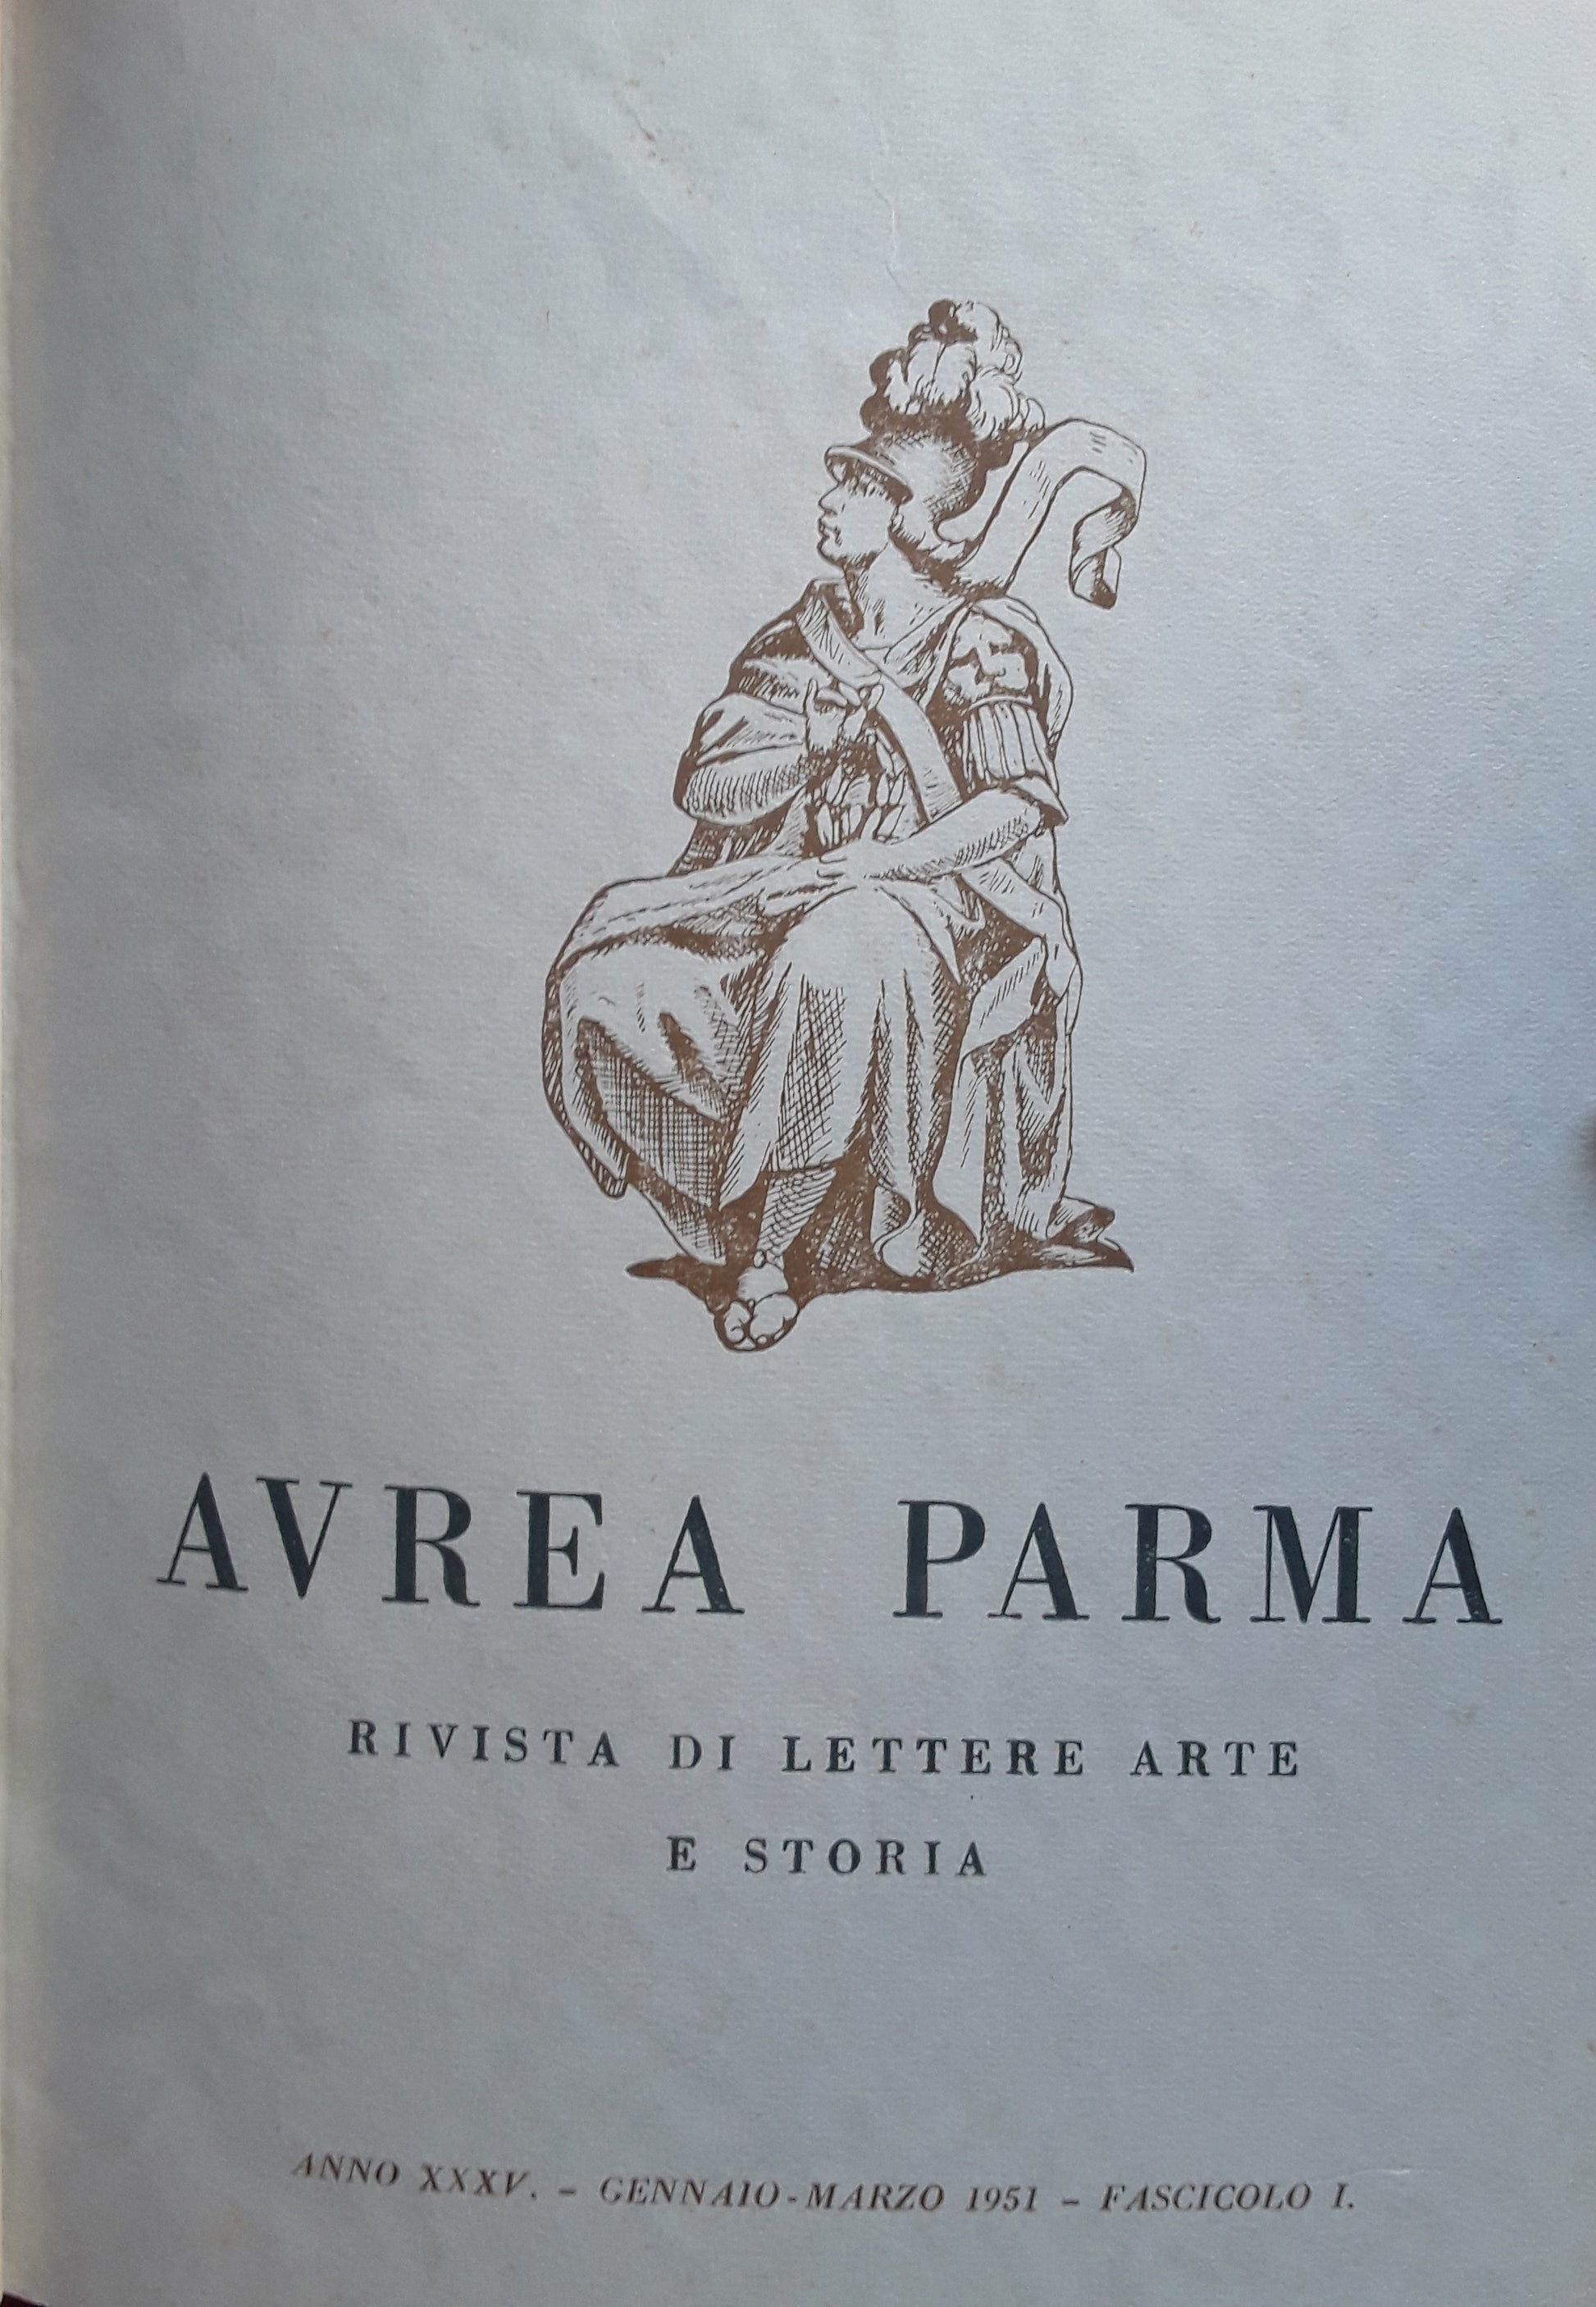 AVREA PARMA
RIVISTA DI LETTERE ARTE
E STORIA
ANNO XXXV. - GENNAIO-MARZO 1951 - FASCICOLO I.